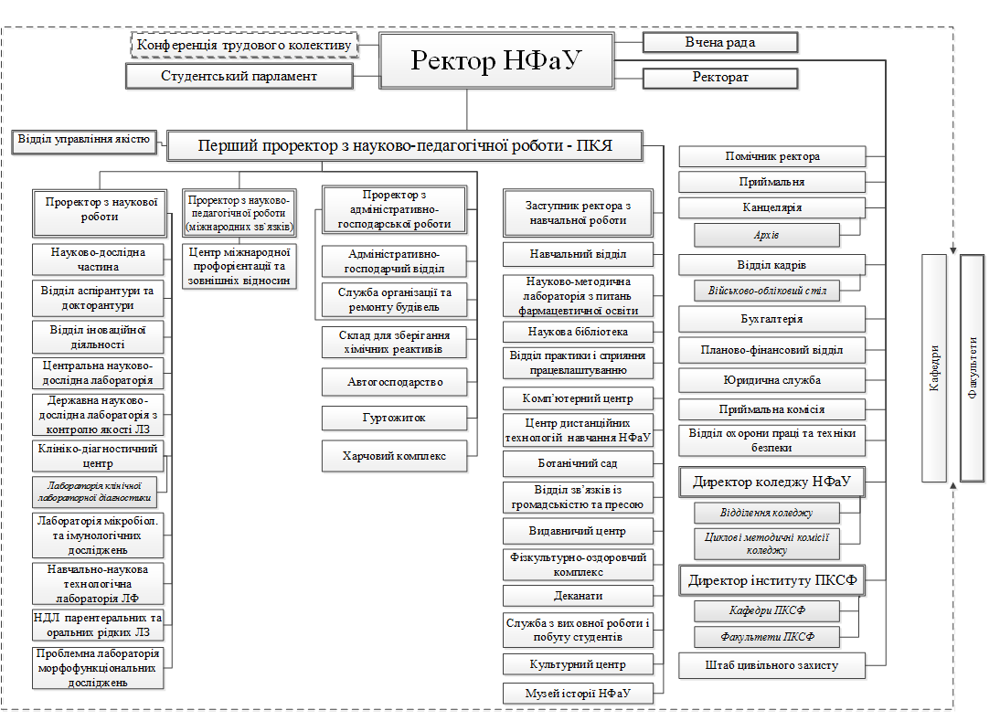 Конференція трудового колективу
Студентський парламент
Ректор НФаУ
Вчена рада
Ректорат
Відділ управління якістю
Перший проректор з науково-педагогічної роботи - ПКЯ
Проректор з наукової
роботи
Науково-дослідна
частина
Відділ аспірантури та
докторантури
Відділ іноваційної
діяльності
Центральна науково-
дослідна лабораторія
Державна науково-
дослідна лабораторія з
контролю якості ЛЗ
Клініко-діагностичний
центр
Лабораторія клінічної
лабораторної діагностики
Лабораторія мікробіол.
та імунологічних
досліджень
Навчально-наукова
технологічна
лабораторія ЛФ
НДЛ парентеральних та
оральних рідких ЛЗ
Проблемна лабораторія
морфофункціональних
досліджень
Проректор з науково-
педагогічної роботи
(міжнародних зв`язків)
Центр міжнародної
профорієнтації та
зовнішніх відносин
Проректор з
адміністративно-
господарської роботи
Адміністративно-
господарчий відділ
Служба організації та
ремонту будівель
Склад для зберігання
хімічних реактивів
Автогосподарство
Гуртожиток
Харчовий комплекс
Заступник ректора з
навчальної роботи
Навчальний відділ
Науково-методична
лабораторія з питань
фармацевтичної освіти
Наукова бібліотека
Відділ практики і сприяння
працевлаштуванню
Комп’ютерний центр
Центр дистанційних
технологій навчання НФаУ
Ботанічний сад
Відділ зв’язків із
громадськістю та пресою
Видавничий центр
Фізкультурно-оздоровчий
комплекс
Деканати
Служба з виховної роботи і
побуту студентів
Культурний центр
Музей історії НФаУ
Помічник ректора
Приймальня
Канцелярія
Архів
Відділ кадрів
Військово-обліковий стіл
Бухгалтерія
Планово-фінансовий відділ
Юридична служба
Приймальна комісія
Відділ охорони праці та техніки
безпеки
Директор коледжу НФаУ
Відділення коледжу
Циклові методичні комісії
коледжу
Директор інституту ПКСФ
Кафедри ПКСФ
Факультети ПКСФ
Штаб цивільного захисту
Кафедри
Факультети